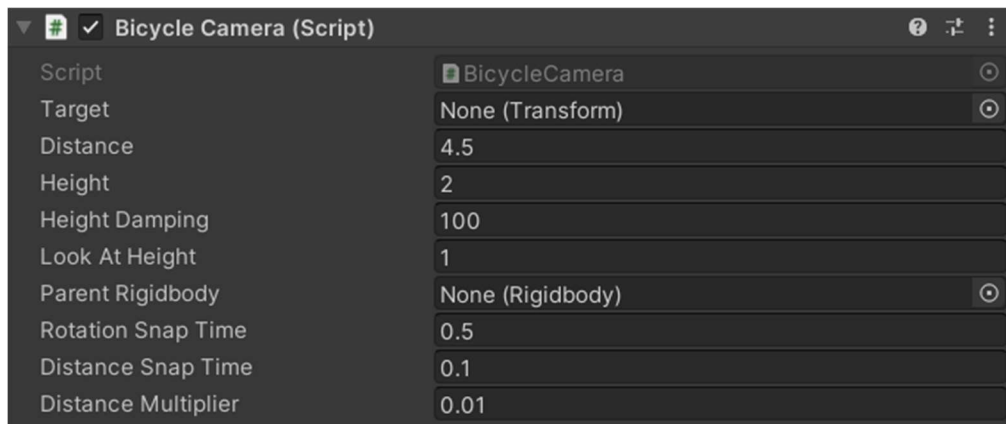 Bicycle Camera (Script)
Script BicycleCamera
Target None (Transform)
Distance 4.5
Height 2
Height Damping 100
Look At Height 1
Parent Rigidbody None (Rigidbody)
Rotation Snap Time 0.5
Distance Snap Time 0.1
Distance Multiplier 0.01